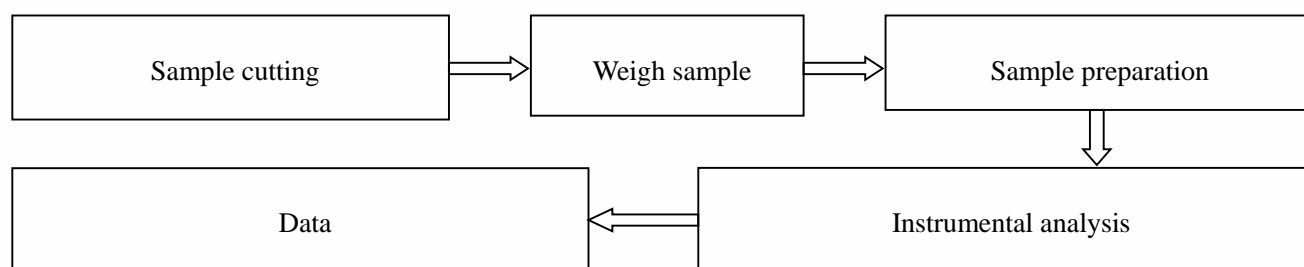 Sample cutting
Weigh sample
Sample preparation
Data
Instrumental analysis